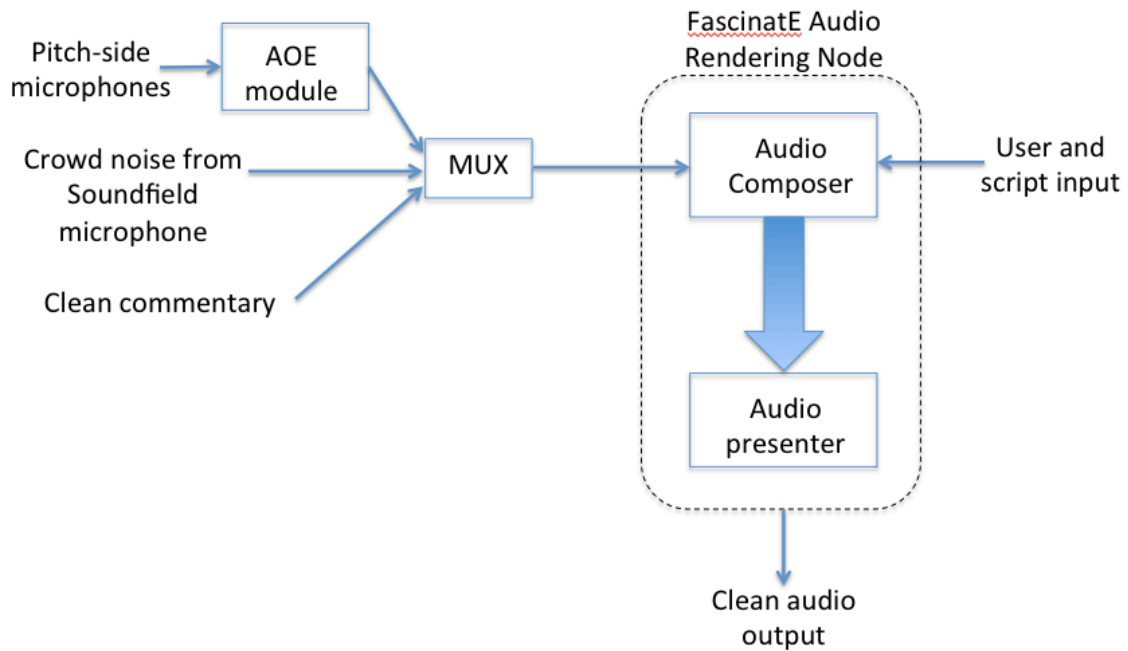 Pitch-side
microphones
AOE
module
Crowd noise from
Soundfield
microphone
Clean commentary
MUX
FascinatE Audio
Rendering Node
Audio
Composer
User and
script input
Audio
presenter
Clean audio
output